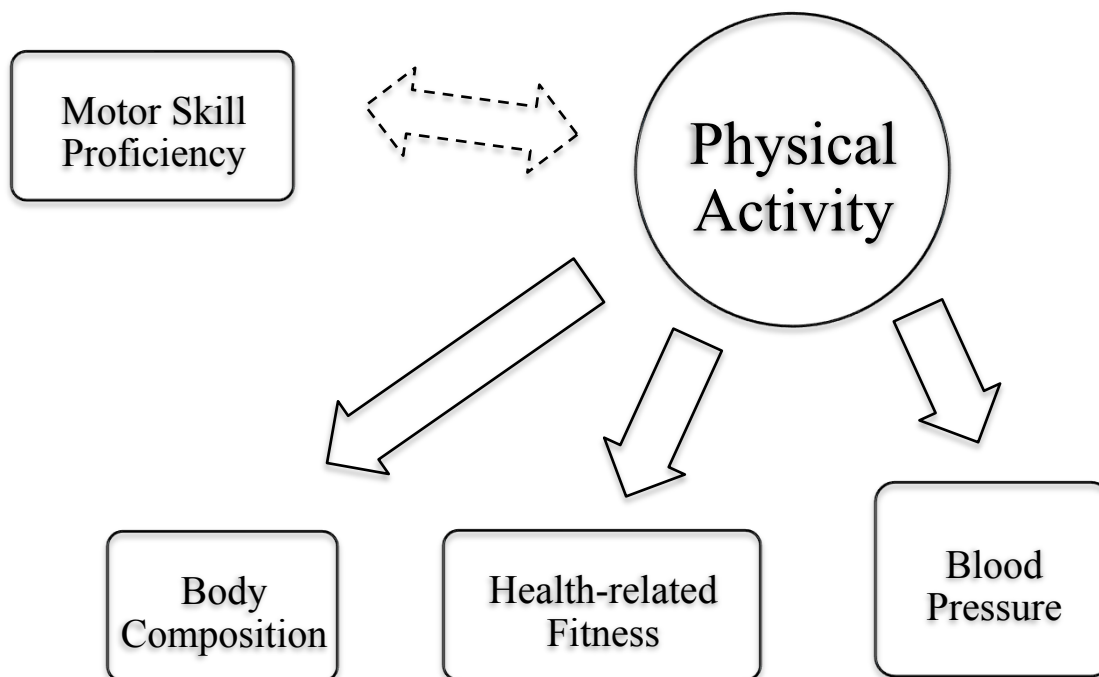 Motor Skill
Proficiency
Physical
Activity
Body
Composition
Health-related
Fitness
Blood
Pressure